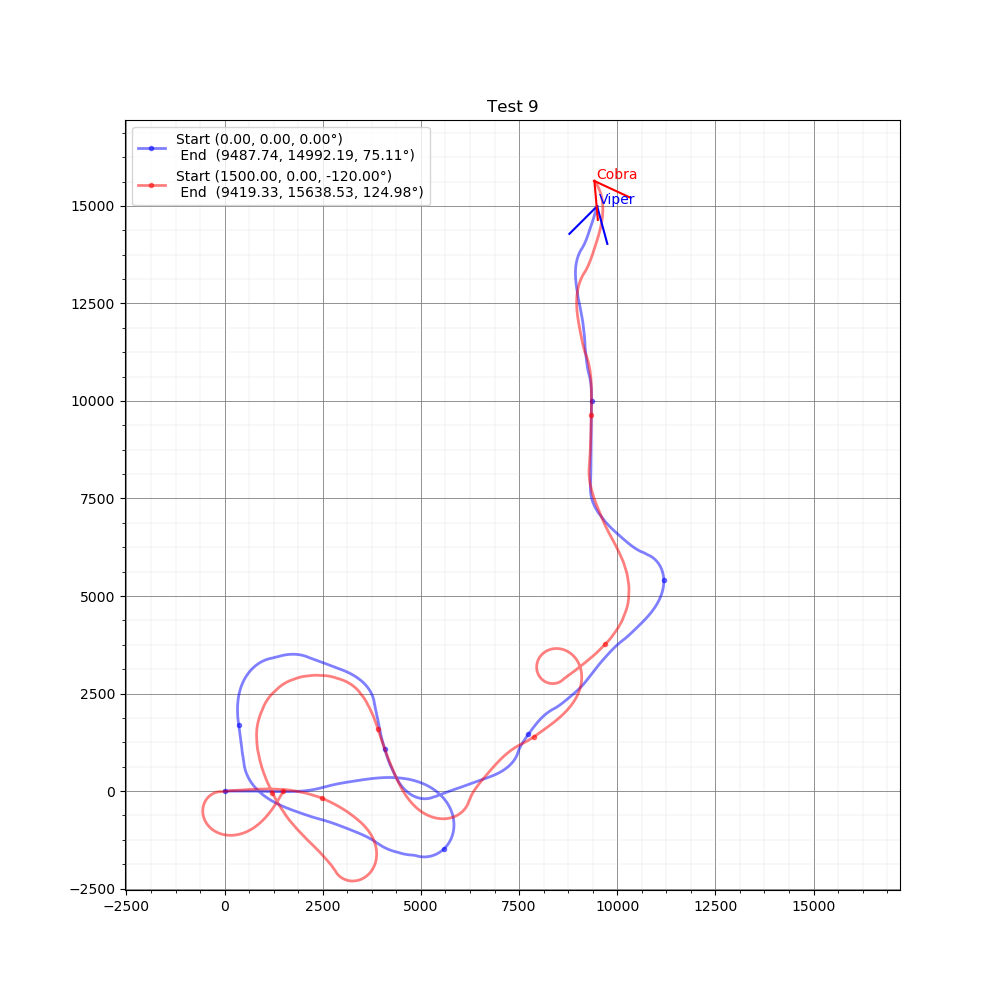 Test 9
Start (0.00, 0.00, 0.00°)
End (9487.74, 14992.19, 75.11°)
Start (1500.00, 0.00, -120.00°)
End (9419.33, 15638.53, 124.98°)
Cobra
Viper
15000
12500
10000
7500
5000
2500
0
−2500
−2500
0
2500
5000
7500
10000
12500
15000